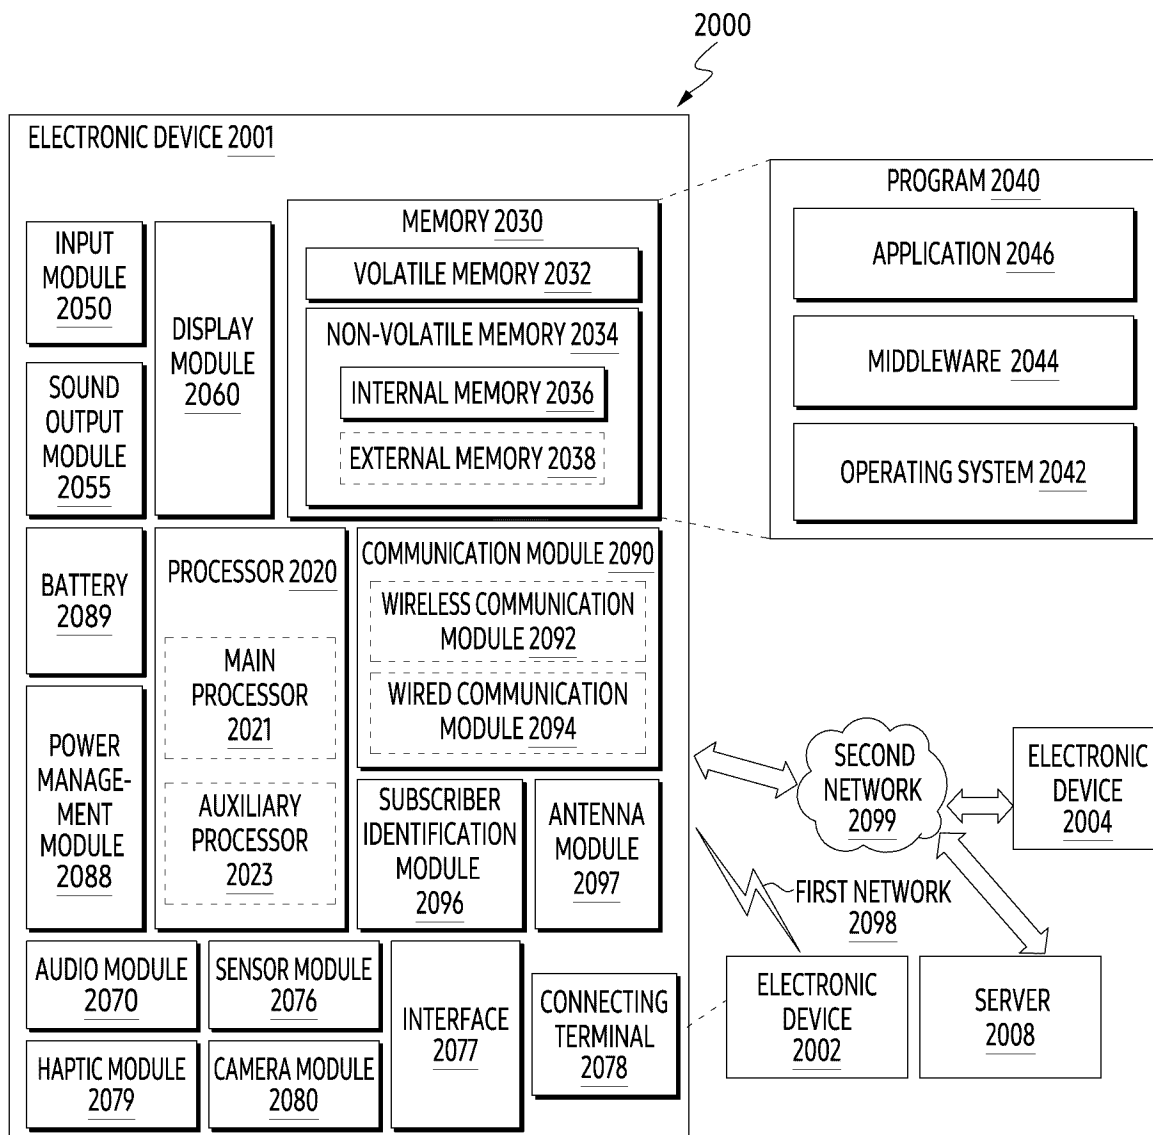 2000
ELECTRONIC DEVICE 2001
INPUT
MODULE
2050
SOUND
OUTPUT
MODULE
2055
DISPLAY
MODULE
2060
MEMORY 2030
VOLATILE MEMORY 2032
NON-VOLATILE MEMORY 2034
INTERNAL MEMORY 2036
EXTERNAL MEMORY 2038
PROGRAM 2040
APPLICATION 2046
MIDDLEWARE 2044
OPERATING SYSTEM 2042
BATTERY
2089
POWER
MANAGE-
MENT
MODULE
2088
PROCESSOR 2020
MAIN
PROCESSOR
2021
AUXILIARY
PROCESSOR
2023
COMMUNICATION MODULE 2090
WIRELESS COMMUNICATION
MODULE 2092
WIRED COMMUNICATION
MODULE 2094
SUBSCRIBER
IDENTIFICATION
MODULE
2096
ANTENNA
MODULE
2097
SECOND
NETWORK
2099
ELECTRONIC
DEVICE
2004
FIRST NETWORK
2098
AUDIO MODULE
2070
SENSOR MODULE
2076
INTERFACE
2077
CONNECTING
TERMINAL
2078
HAPTIC MODULE
2079
CAMERA MODULE
2080
ELECTRONIC
DEVICE
2002
SERVER
2008